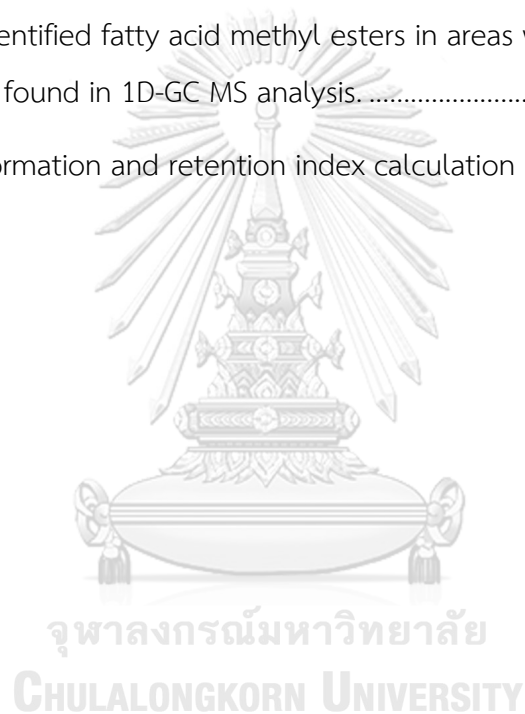 entified fatty acid methyl esters in areas
found in 1D-GC MS analysis. ........................
rmation and retention index calculation
จุฬาลงกรณ์มหาวิทยาลัย
CHULALONGKORN UNIVERSITY